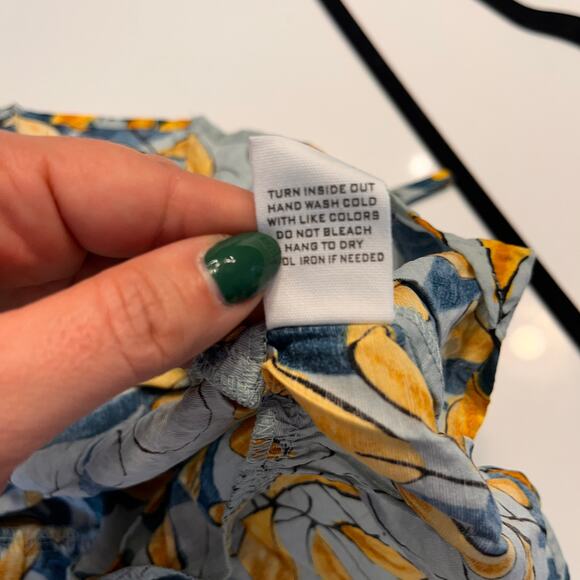 TURN INSIDE OUT
HAND WASH COLD
WITH LIKE COLORS
DO NOT BLEACH
HANG TO DRY
IRON IF NEEDED